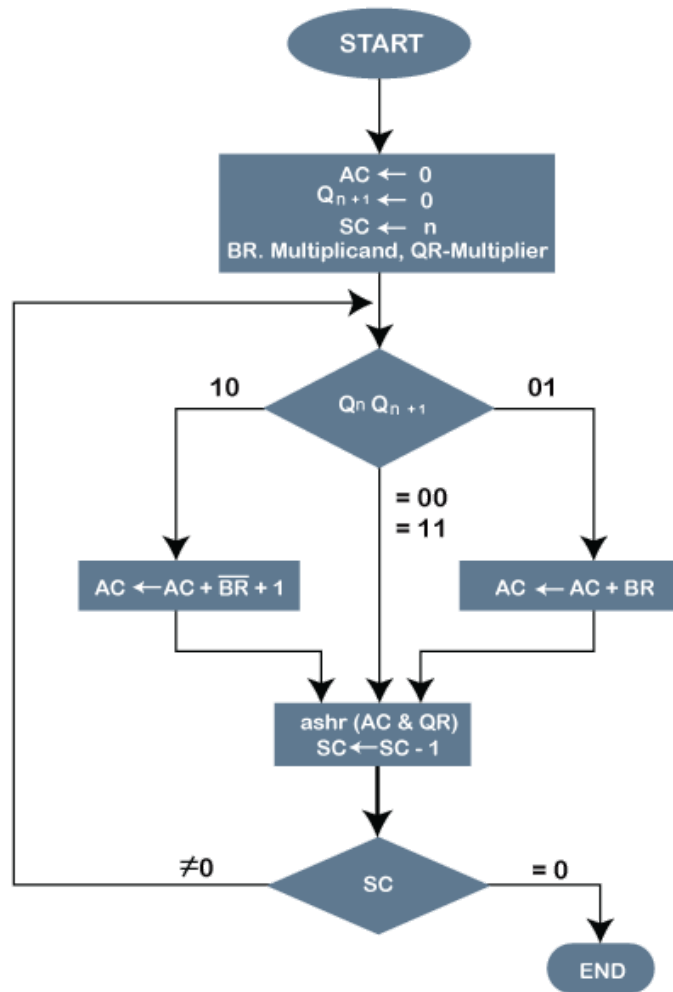 START
AC ← 0
Qn+1 ← 0
SC ← n
BR. Multiplicand, QR-Multiplier
10
Qn Qn+1
01
= 00
= 11
AC ← AC + B̅R̅ + 1
AC ← AC + BR
ashr (AC & QR)
SC ← SC - 1
≠0
SC
= 0
END